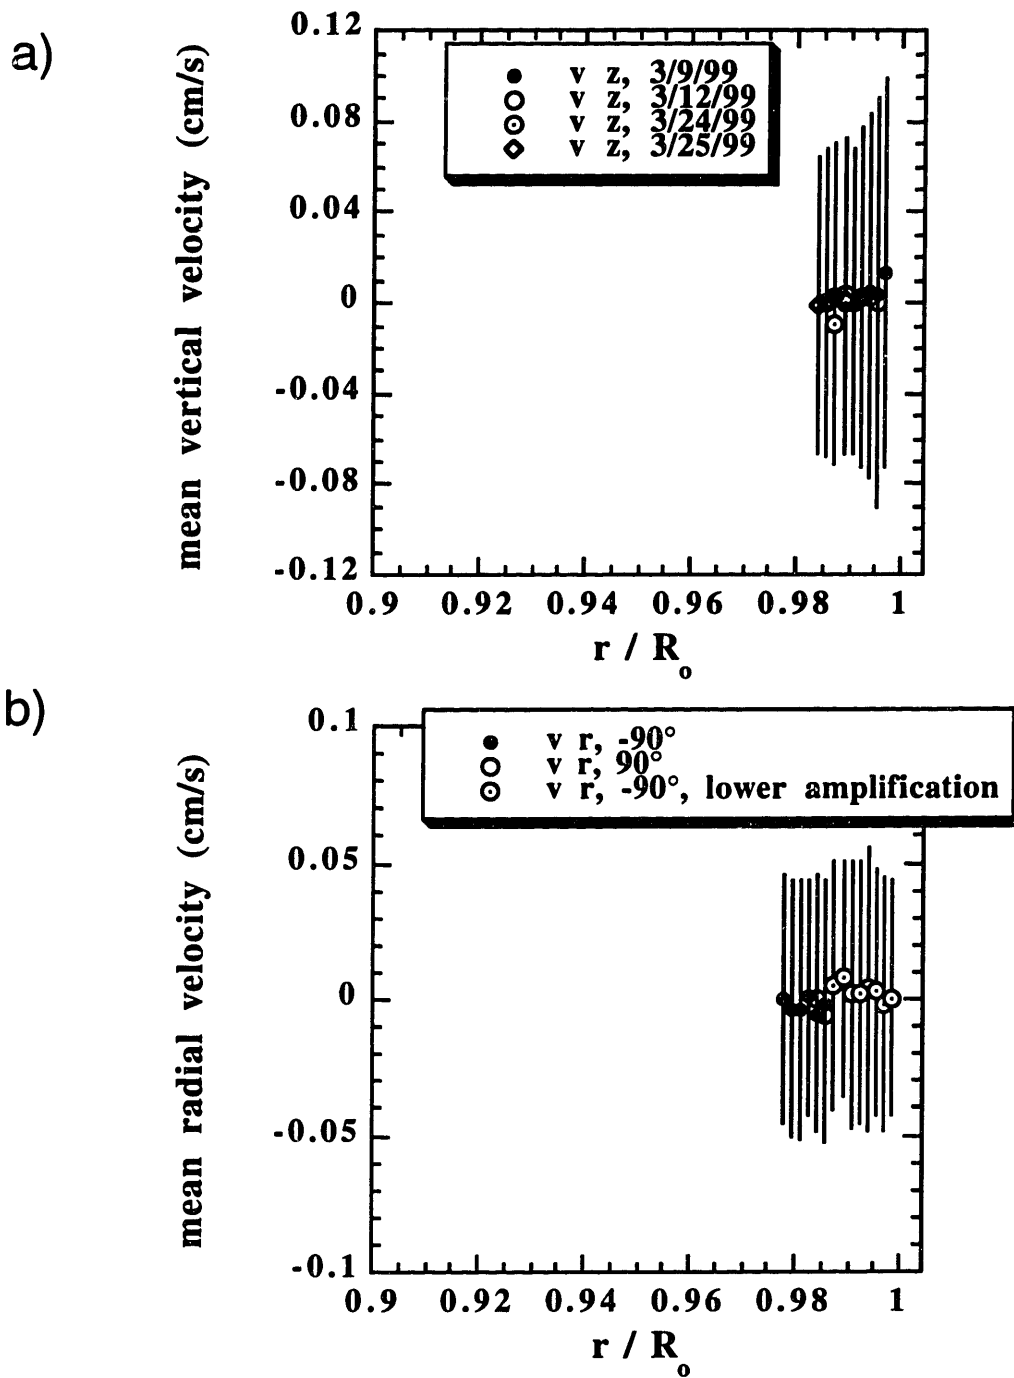 a)
mean vertical velocity (cm/s)
0.12
0.08
0.04
0
-0.04
-0.08
-0.12
v z, 3/9/99
v z, 3/12/99
v z, 3/24/99
v z, 3/25/99
0.9 0.92 0.94 0.96 0.98 1
r / Ro
b)
mean radial velocity (cm/s)
0.1
0.05
0
-0.05
-0.1
v r, -90°
v r, 90°
v r, -90°, lower amplification
0.9 0.92 0.94 0.96 0.98 1
r / Ro